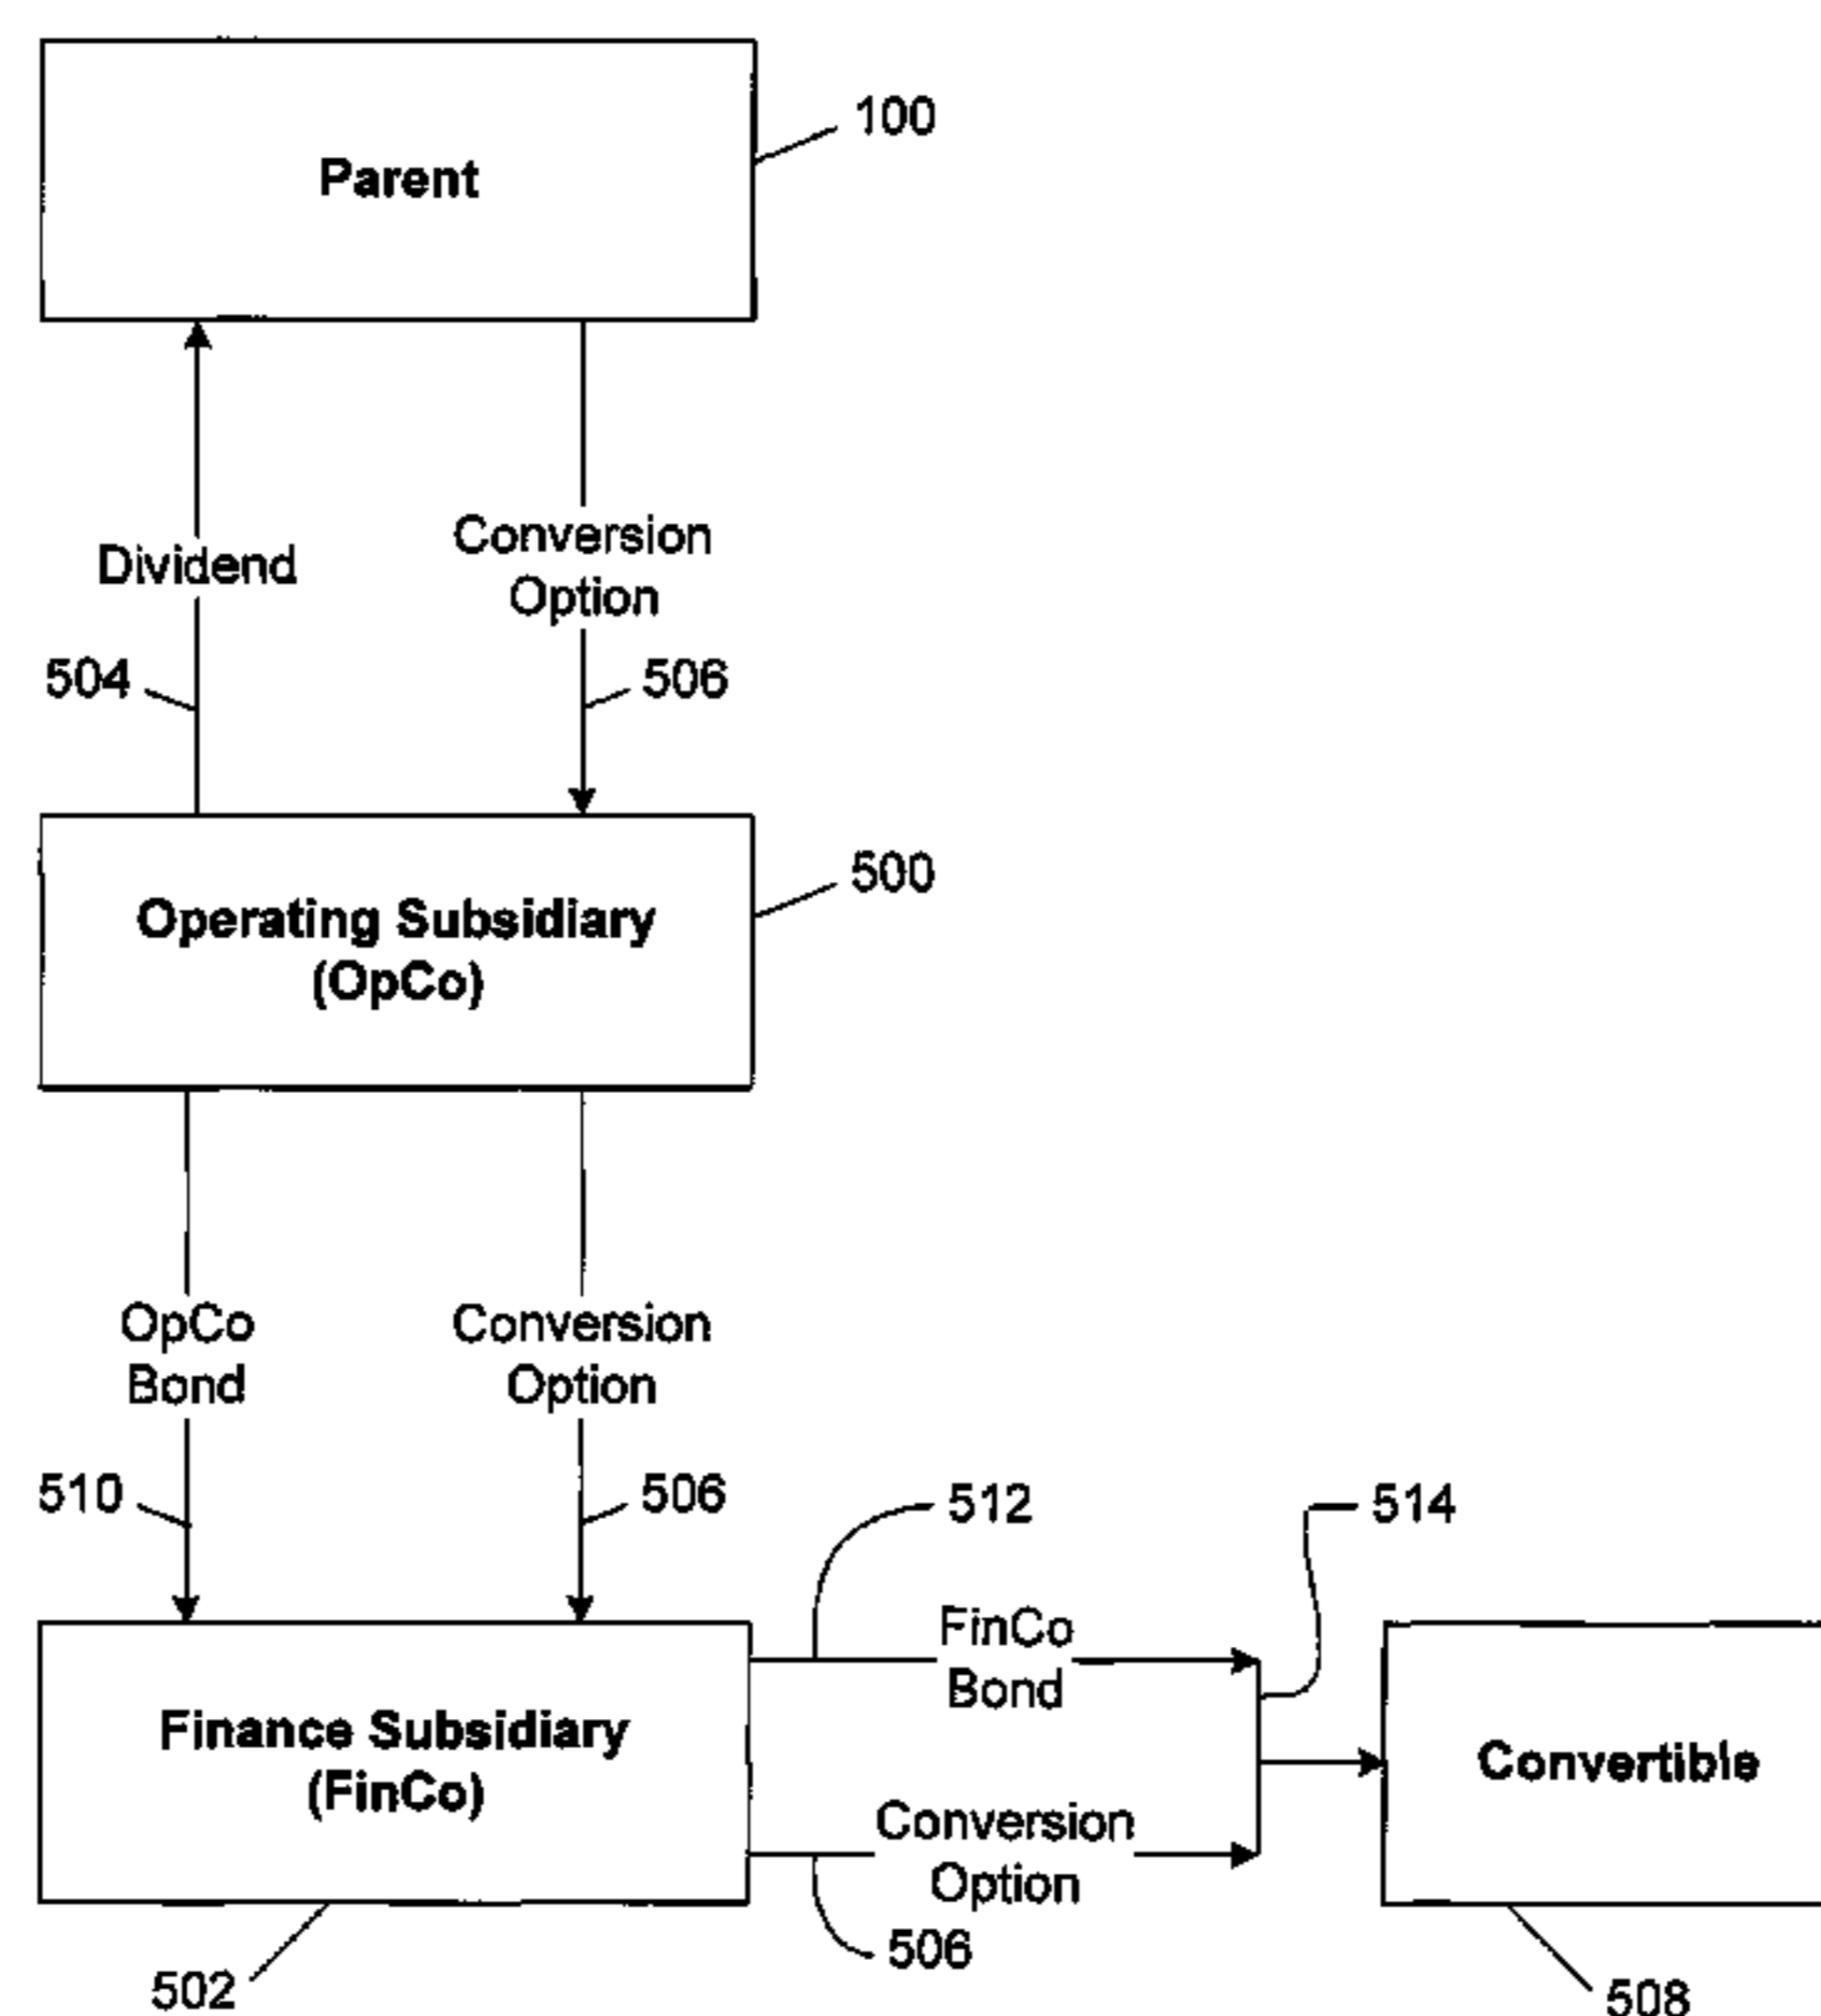 100
Parent
Dividend
Conversion
Option
504
506
500
Operating Subsidiary
(OpCo)
OpCo
Bond
Conversion
Option
510
506
512
514
FinCo
Bond
Finance Subsidiary
(FinCo)
Convertible
Conversion
Option
506
502
508